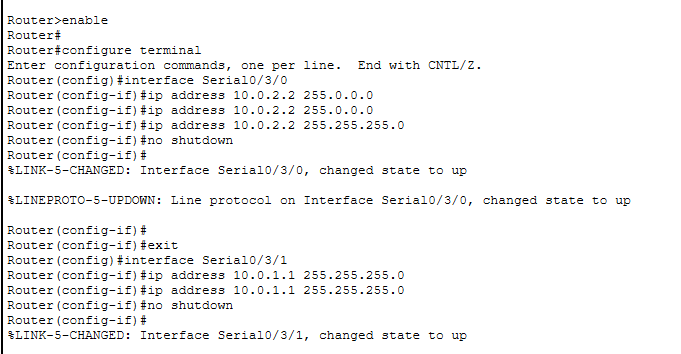 Router>enable
Router#
Router#configure terminal
Enter configuration commands, one per line.  End with CNTL/Z.
Router(config)#interface Serial0/3/0
Router(config-if)#ip address 10.0.2.2 255.0.0.0
Router(config-if)#ip address 10.0.2.2 255.0.0.0
Router(config-if)#ip address 10.0.2.2 255.255.255.0
Router(config-if)#no shutdown
Router(config-if)#
%LINK-5-CHANGED: Interface Serial0/3/0, changed state to up
%LINEPROTO-5-UPDOWN: Line protocol on Interface Serial0/3/0, changed state to up
Router(config-if)#
Router(config-if)#exit
Router(config)#interface Serial0/3/1
Router(config-if)#ip address 10.0.1.1 255.255.255.0
Router(config-if)#ip address 10.0.1.1 255.255.255.0
Router(config-if)#no shutdown
Router(config-if)#
%LINK-5-CHANGED: Interface Serial0/3/1, changed state to up